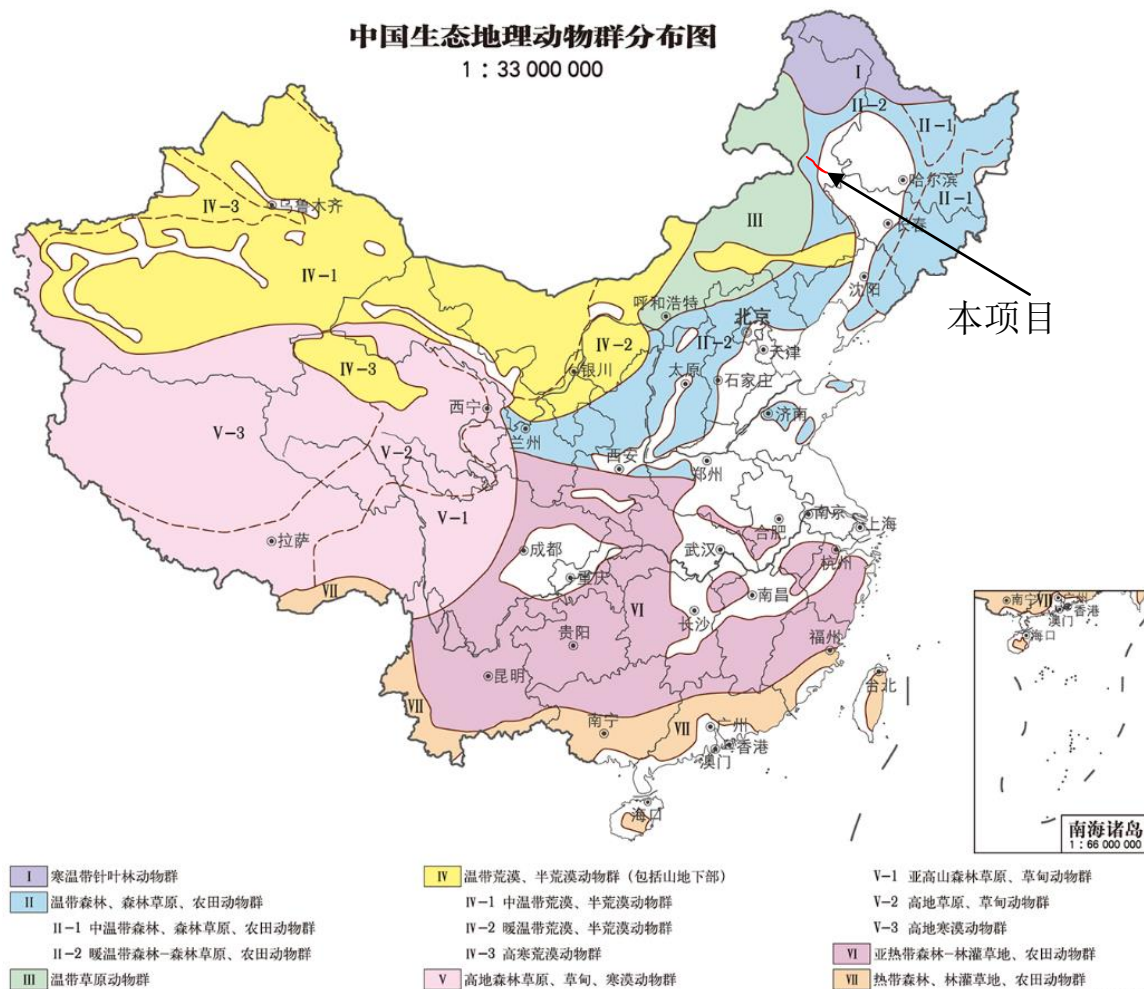 中国生态地理动物群分布图
1：33 000 000
I
II-2
II-1
哈尔滨
II-1
长春
IV-3
乌鲁木齐
III
IV-1
沈阳
本项目
呼和浩特
北京
II-2
天津
IV-2
银川
太原
石家庄
IV-3
西宁
济南
兰州
V-3
V-2
西安
郑州
V-1
南京
上海
合肥
拉萨
成都
武汉
杭州
重庆
南昌
VII
VI
长沙
贵阳
福州
昆明
台北
VII
南宁
VII
广州
香港
澳门
海口
南宁
VII
广州
香港
澳门
海口
南海诸岛
1：66 000 000
I 寒温带针叶林动物群
II 温带森林、森林草原、农田动物群
II-1 中温带森林、森林草原、农田动物群
II-2 暖温带森林-森林草原、农田动物群
III 温带草原动物群
IV 温带荒漠、半荒漠动物群（包括山地下部）
IV-1 中温带荒漠、半荒漠动物群
IV-2 暖温带荒漠、半荒漠动物群
IV-3 高寒荒漠动物群
V 高地森林草原、草甸、寒漠动物群
V-1 亚高山森林草原、草甸动物群
V-2 高地草原、草甸动物群
V-3 高地寒漠动物群
VI 亚热带森林-林灌草地、农田动物群
VII 热带森林、林灌草地、农田动物群